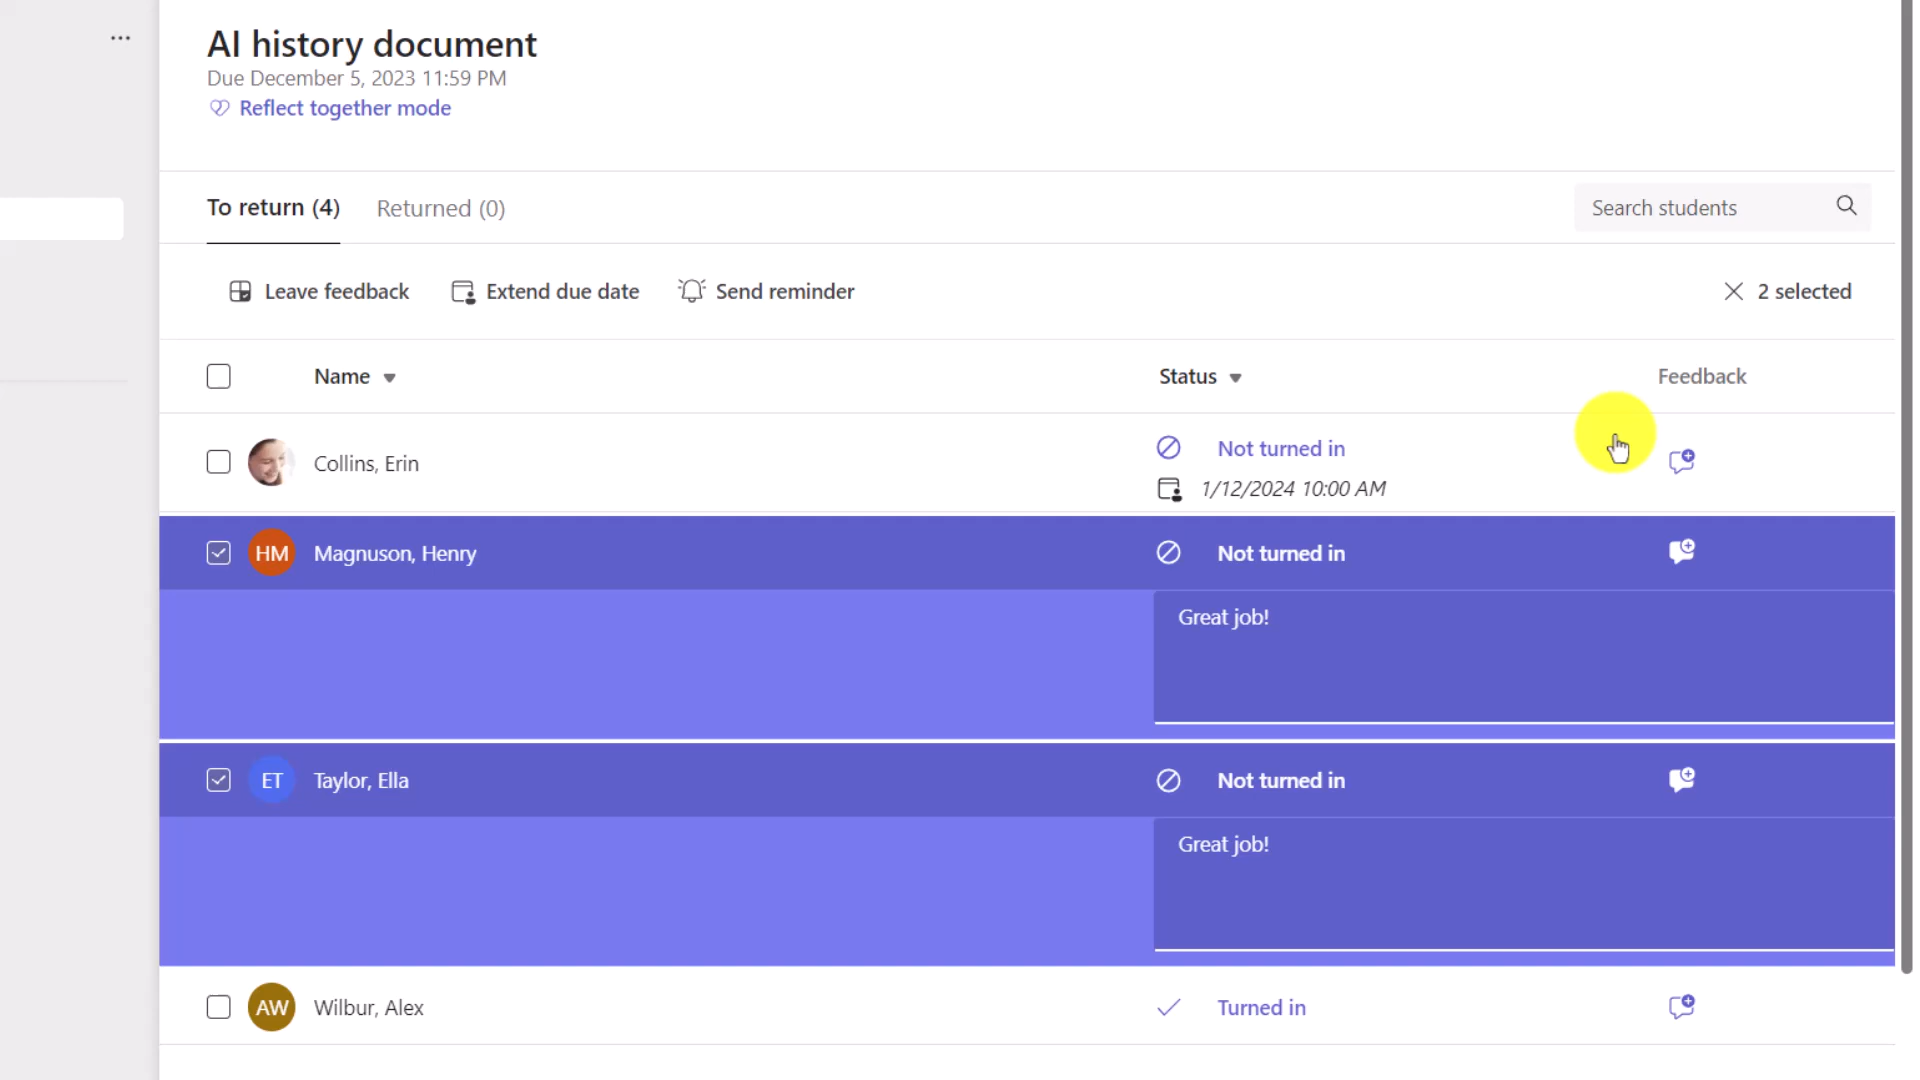 AI history document
Due December 5, 2023 11:59 PM
Reflect together mode
To return (4) Returned (0) Search students
Leave feedback Extend due date Send reminder 2 selected
Name Status Feedback
Collins, Erin Not turned in
1/12/2024 10:00 AM
HM Magnuson, Henry Not turned in
Great job!
ET Taylor, Ella Not turned in
Great job!
AW Wilbur, Alex Turned in